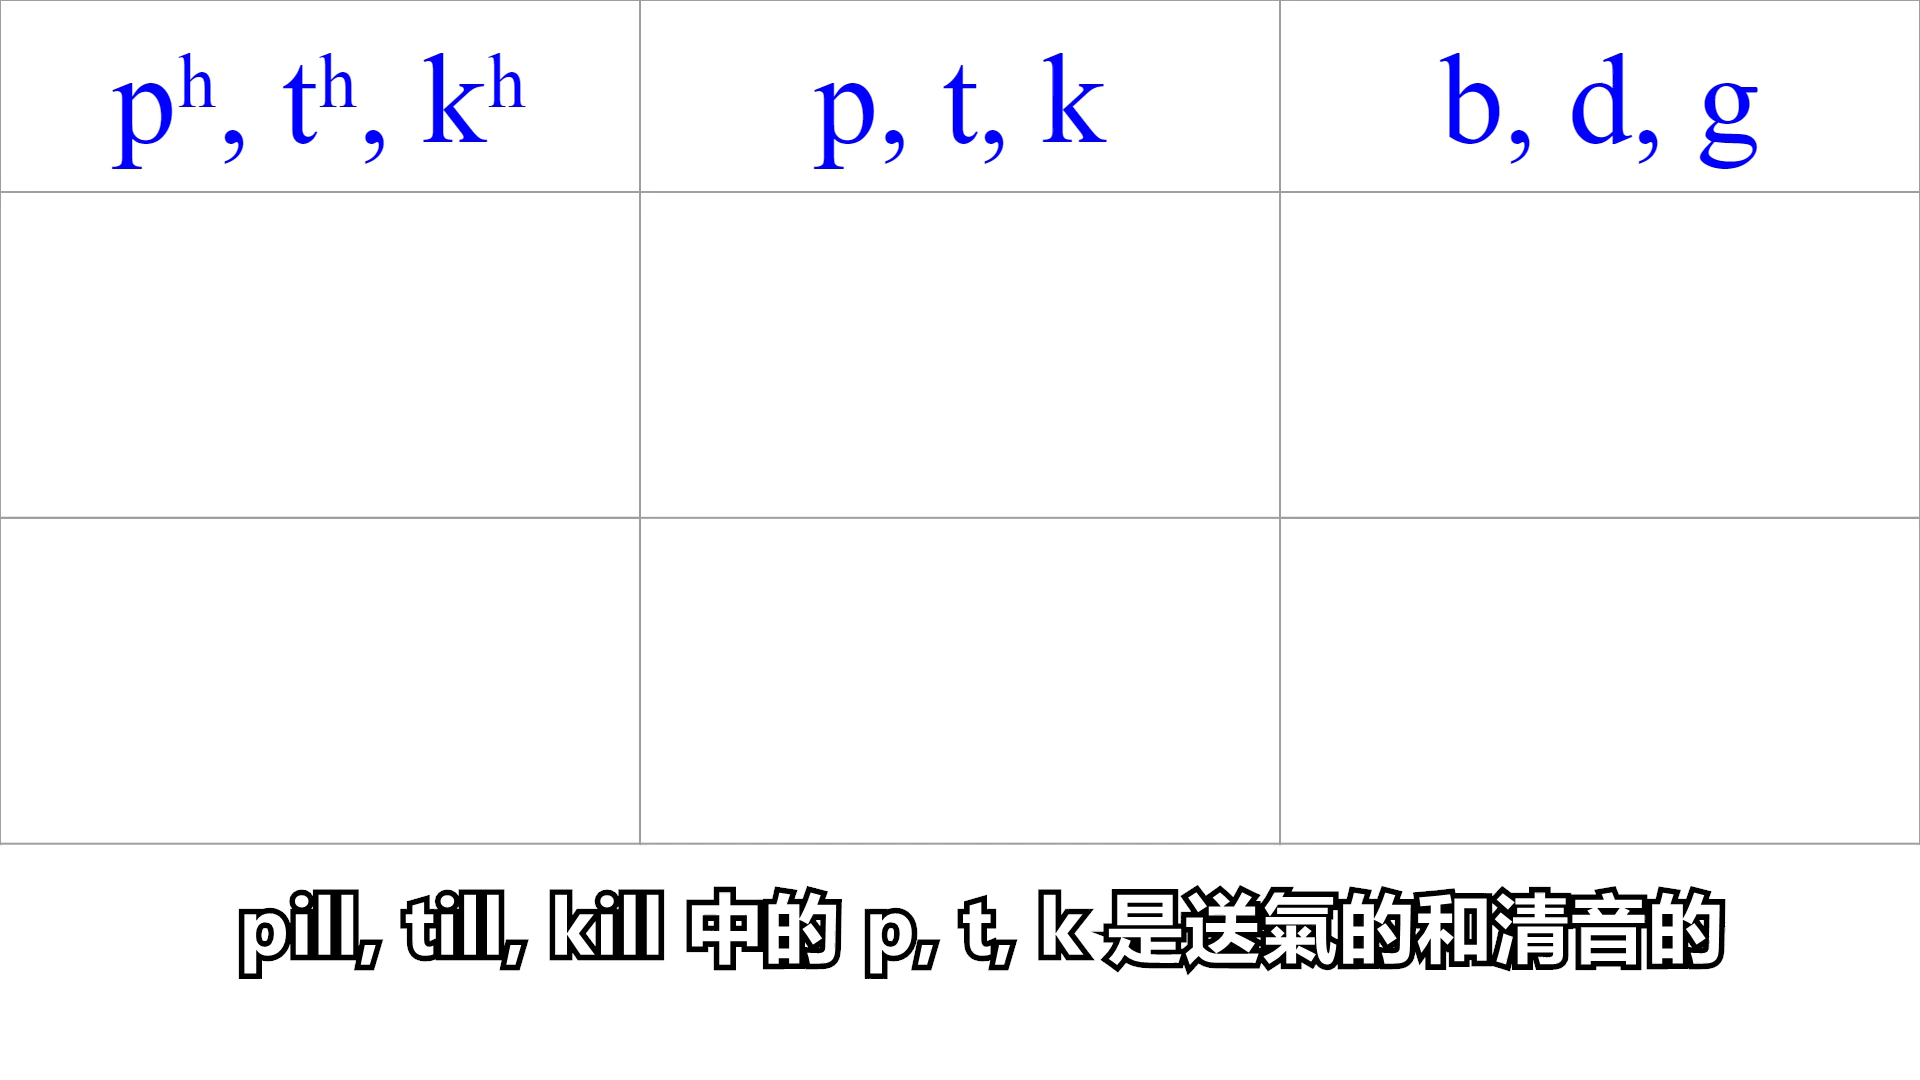 pʰ, tʰ, kʰ
p, t, k
b, d, g
pill, till, kill 中的 p, t, k 是送氣的和清音的